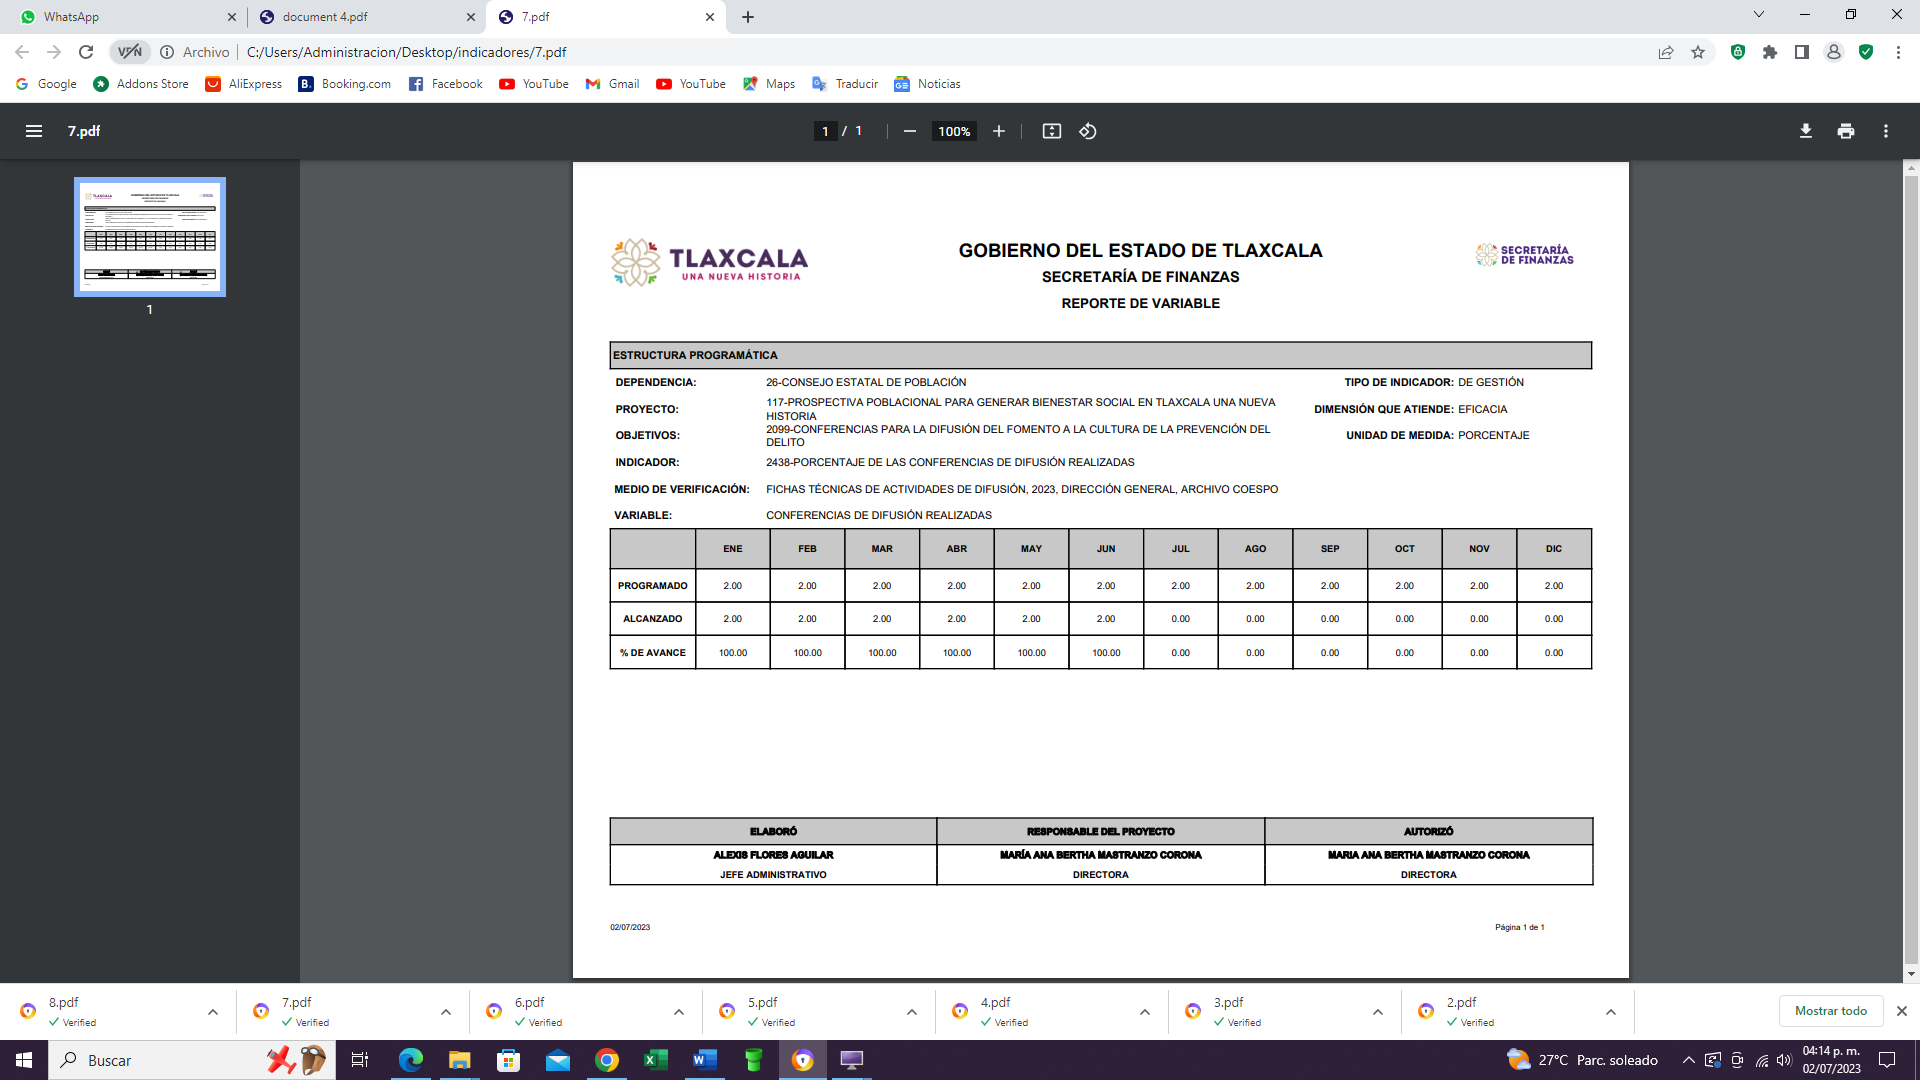 WhatsApp
document 4.pdf
7.pdf
VPN
Archivo
C:/Users/Administracion/Desktop/indicadores/7.pdf
Google
Addons Store
AliExpress
Booking.com
Facebook
YouTube
Gmail
YouTube
Maps
Traducir
Noticias
7.pdf
1 / 1
100%
1
TLAXCALA
UNA NUEVA HISTORIA
GOBIERNO DEL ESTADO DE TLAXCALA
SECRETARÍA DE FINANZAS
REPORTE DE VARIABLE
SECRETARÍA
DE FINANZAS
ESTRUCTURA PROGRAMÁTICA
DEPENDENCIA: 26-CONSEJO ESTATAL DE POBLACIÓN TIPO DE INDICADOR: DE GESTIÓN
PROYECTO: 117-PROSPECTIVA POBLACIONAL PARA GENERAR BIENESTAR SOCIAL EN TLAXCALA UNA NUEVA
HISTORIA
DIMENSIÓN QUE ATIENDE: EFICACIA
OBJETIVOS: 2099-CONFERENCIAS PARA LA DIFUSIÓN DEL FOMENTO A LA CULTURA DE LA PREVENCIÓN DEL
DELITO
UNIDAD DE MEDIDA: PORCENTAJE
INDICADOR: 2438-PORCENTAJE DE LAS CONFERENCIAS DE DIFUSIÓN REALIZADAS
MEDIO DE VERIFICACIÓN: FICHAS TÉCNICAS DE ACTIVIDADES DE DIFUSIÓN, 2023, DIRECCIÓN GENERAL, ARCHIVO COESPO
VARIABLE: CONFERENCIAS DE DIFUSIÓN REALIZADAS
ENE FEB MAR ABR MAY JUN JUL AGO SEP OCT NOV DIC
PROGRAMADO 2.00 2.00 2.00 2.00 2.00 2.00 2.00 2.00 2.00 2.00 2.00 2.00
ALCANZADO 2.00 2.00 2.00 2.00 2.00 2.00 0.00 0.00 0.00 0.00 0.00 0.00
% DE AVANCE 100.00 100.00 100.00 100.00 100.00 100.00 0.00 0.00 0.00 0.00 0.00 0.00
ELABORÓ RESPONSABLE DEL PROYECTO AUTORIZÓ
ALEXIS FLORES AGUILAR MARÍA ANA BERTHA MASTRANZO CORONA MARIA ANA BERTHA MASTRANZO CORONA
JEFE ADMINISTRATIVO DIRECTORA DIRECTORA
02/07/2023 Página 1 de 1
8.pdf
Verified
7.pdf
Verified
6.pdf
Verified
5.pdf
Verified
4.pdf
Verified
3.pdf
Verified
2.pdf
Verified
Mostrar todo
Buscar
27°C Parc. soleado
04:14 p. m.
02/07/2023